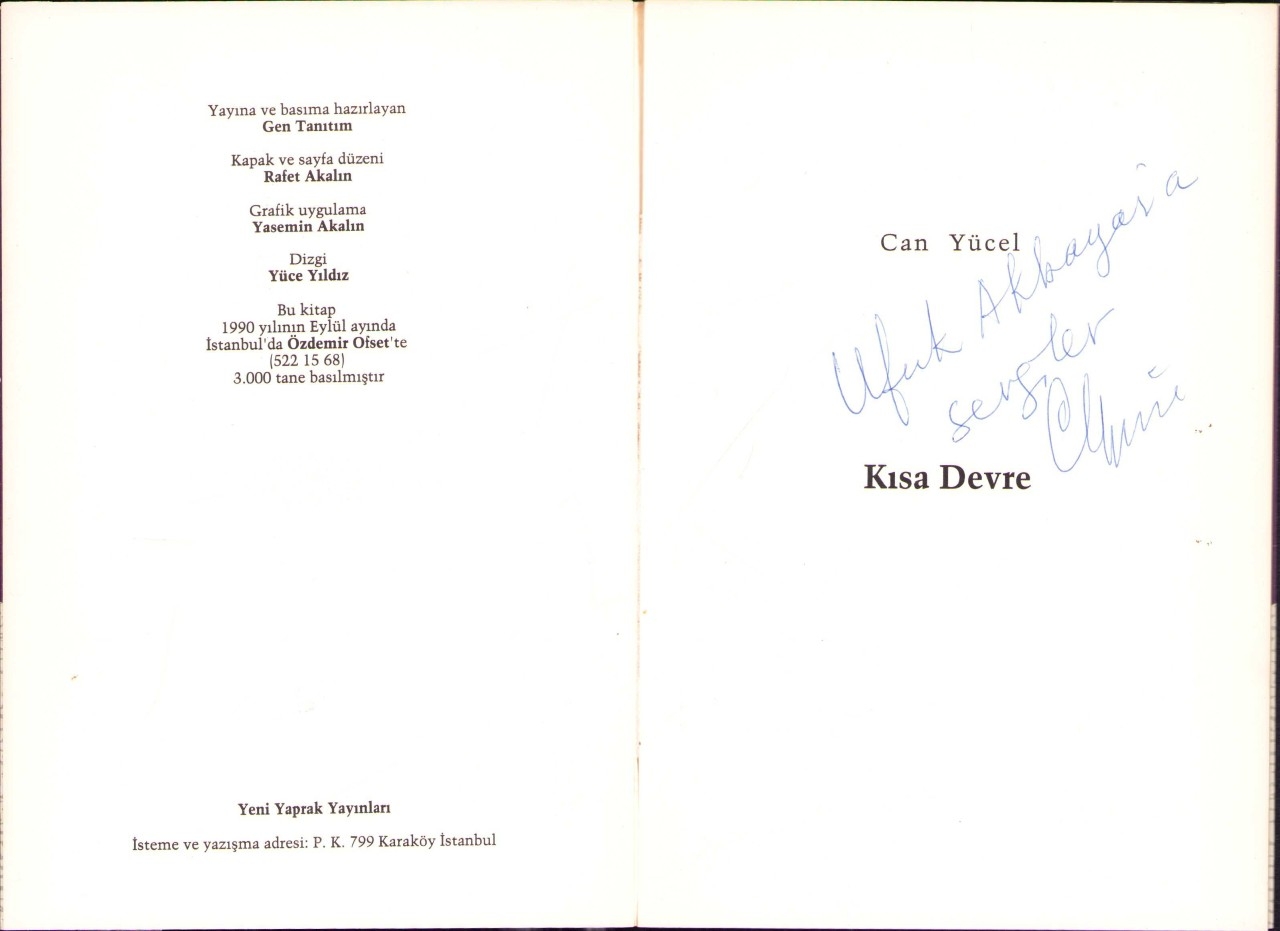 Yayına ve basıma hazırlayan
Gen Tanıtım
Kapak ve sayfa düzeni
Rafet Akalın
Grafik uygulama
Yasemin Akalın
Dizgi
Yüce Yıldız
Bu kitap
1990 yılının Eylül ayında
İstanbul'da Özdemir Ofset'te
(522 15 68)
3.000 tane basılmıştır
Yeni Yaprak Yayınları
İsteme ve yazışma adresi: P. K. 799 Karaköy İstanbul
Can Yücel
Ufuk Akbayar'a
sevgiler
Kısa Devre